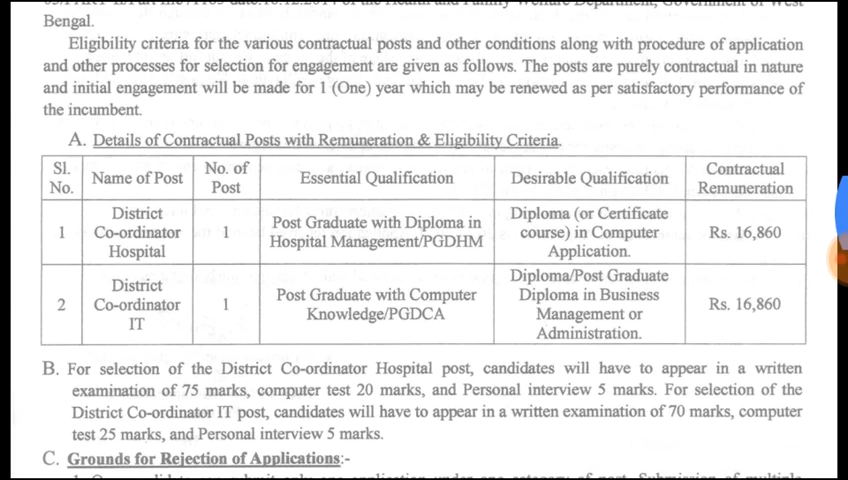 Bengal.
Eligibility criteria for the various contractual posts and other conditions along with procedure of application
and other processes for selection for engagement are given as follows. The posts are purely contractual in nature
and initial engagement will be made for 1 (One) year which may be renewed as per satisfactory performance of
the incumbent.
A. Details of Contractual Posts with Remuneration & Eligibility Criteria.
Sl. No. Name of Post No. of Post Essential Qualification Desirable Qualification Contractual Remuneration
1 District Co-ordinator Hospital 1 Post Graduate with Diploma in Hospital Management/PGDHM Diploma (or Certificate course) in Computer Application. Rs. 16,860
2 District Co-ordinator IT 1 Post Graduate with Computer Knowledge/PGDCA Diploma/Post Graduate Diploma in Business Management or Administration. Rs. 16,860
B. For selection of the District Co-ordinator Hospital post, candidates will have to appear in a written
examination of 75 marks, computer test 20 marks, and Personal interview 5 marks. For selection of the
District Co-ordinator IT post, candidates will have to appear in a written examination of 70 marks, computer
test 25 marks, and Personal interview 5 marks.
C. Grounds for Rejection of Applications:-